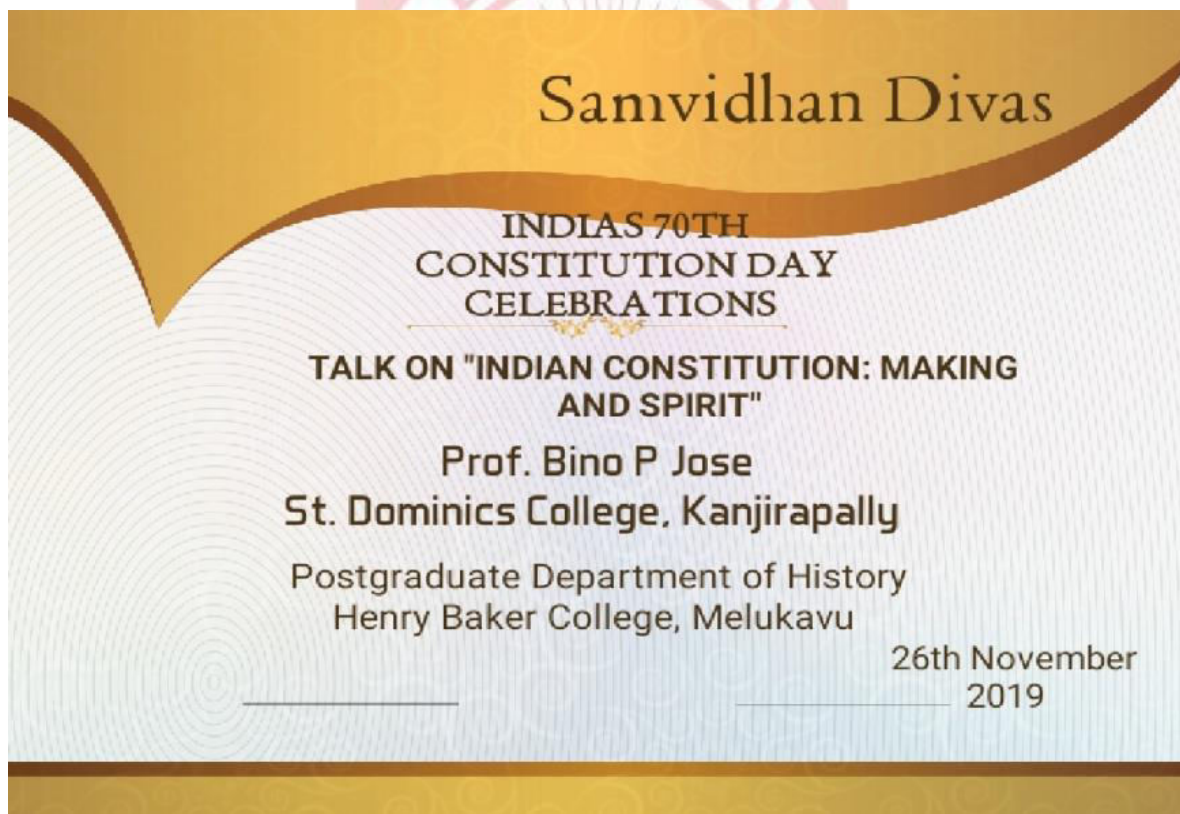 Samvidhan Divas
INDIAS 70TH
CONSTITUTION DAY
CELEBRATIONS
TALK ON "INDIAN CONSTITUTION: MAKING
AND SPIRIT"
Prof. Bino P Jose
St. Dominics College, Kanjirapally
Postgraduate Department of History
Henry Baker College, Melukavu
26th November
2019